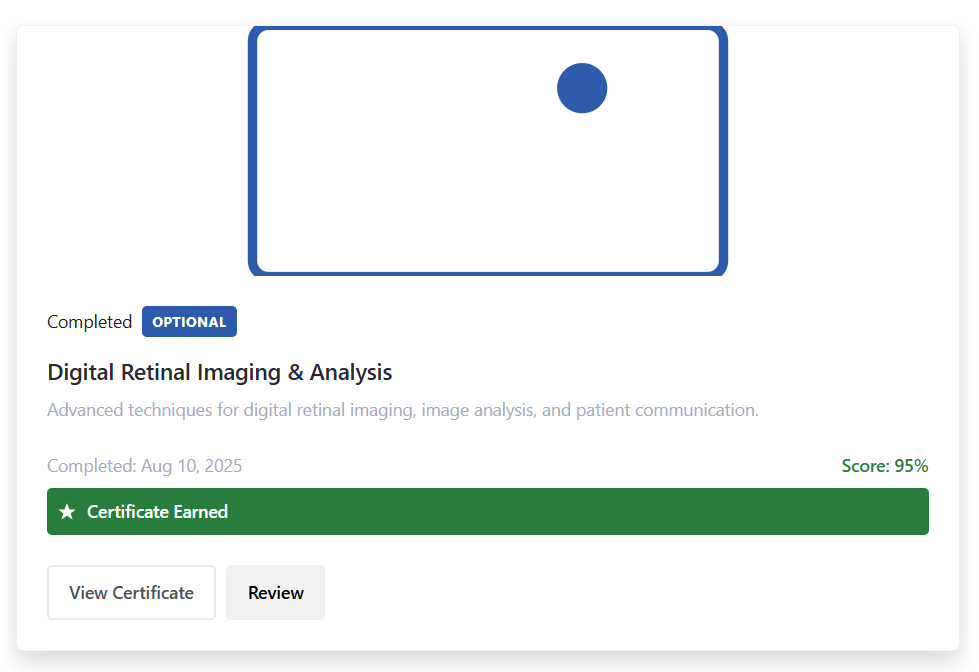 Completed OPTIONAL
Digital Retinal Imaging & Analysis
Advanced techniques for digital retinal imaging, image analysis, and patient communication.
Completed: Aug 10, 2025 Score: 95%
★ Certificate Earned
View Certificate Review